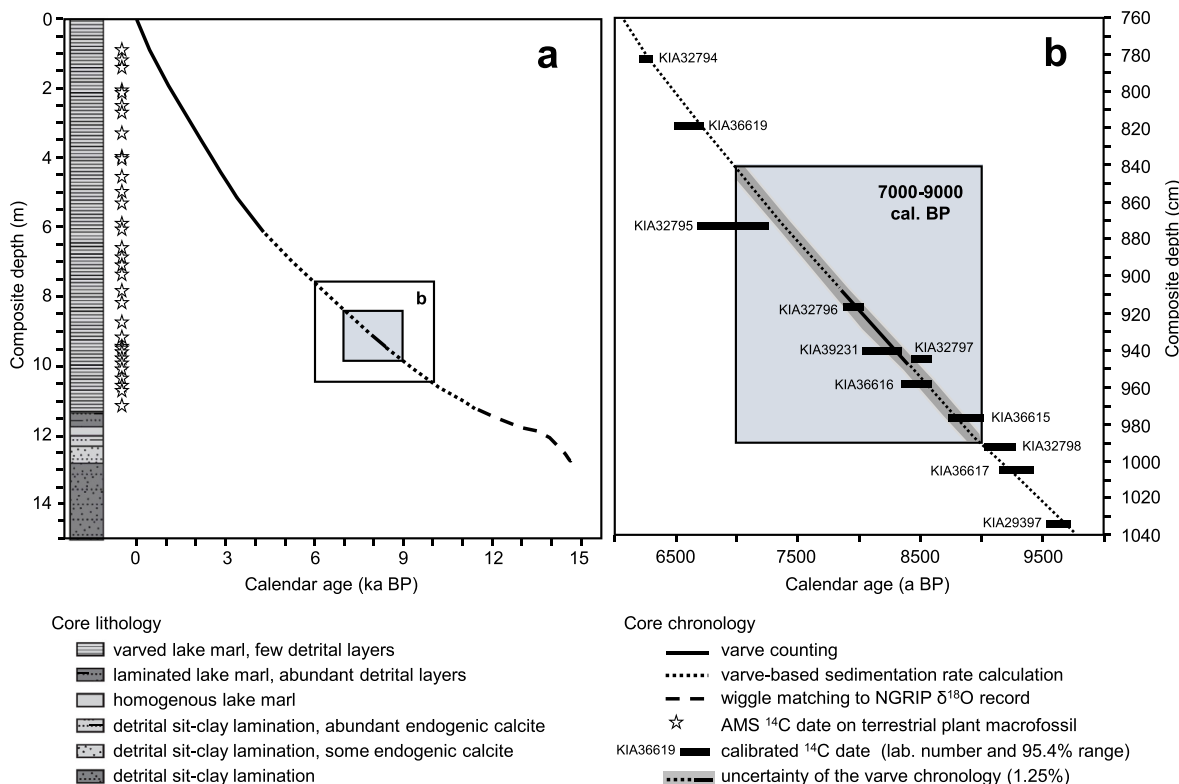 a
0
2
4
6
8
10
12
14
Composite depth (m)
b
0
3
6
9
12
15
Calendar age (ka BP)
b
760
780
800
820
840
860
880
900
920
940
960
980
1000
1020
1040
Composite depth (cm)
KIA32794
KIA36619
7000-9000
cal. BP
KIA32795
KIA32796
KIA39231
KIA32797
KIA36616
KIA36615
KIA32798
KIA36617
KIA29397
6500
7500
8500
9500
Calendar age (a BP)
Core lithology
varved lake marl, few detrital layers
laminated lake marl, abundant detrital layers
homogenous lake marl
detrital sit-clay lamination, abundant endogenic calcite
detrital sit-clay lamination, some endogenic calcite
detrital sit-clay lamination
Core chronology
varve counting
varve-based sedimentation rate calculation
wiggle matching to NGRIP δ¹⁸O record
AMS ¹⁴C date on terrestrial plant macrofossil
KIA36619 calibrated ¹⁴C date (lab. number and 95.4% range)
uncertainty of the varve chronology (1.25%)